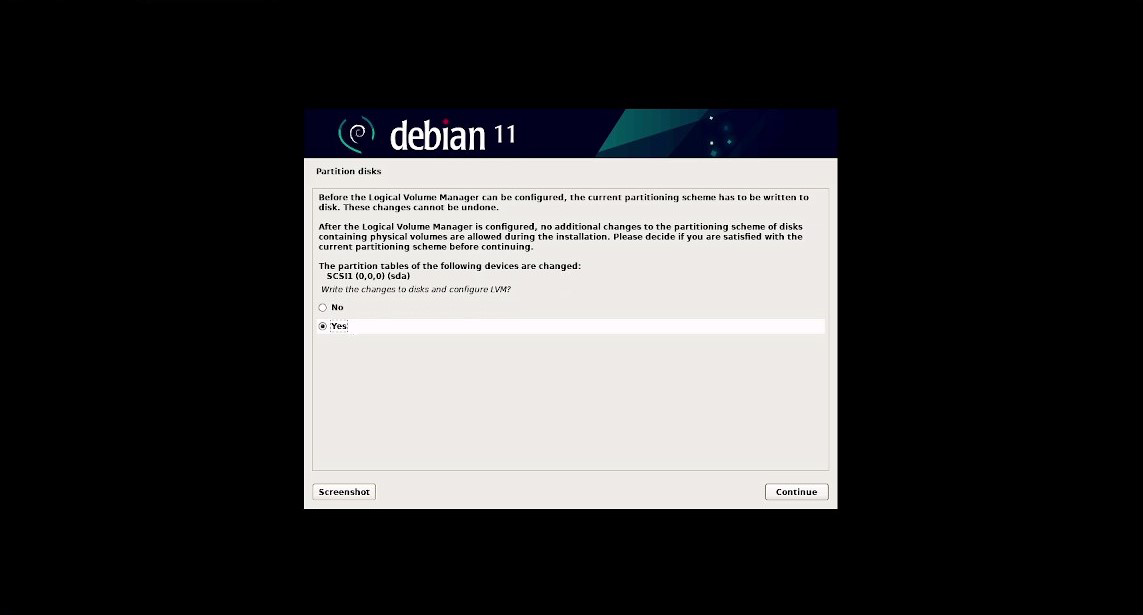 debian 11
Partition disks
Before the Logical Volume Manager can be configured, the current partitioning scheme has to be written to
disk. These changes cannot be undone.
After the Logical Volume Manager is configured, no additional changes to the partitioning scheme of disks
containing physical volumes are allowed during the installation. Please decide if you are satisfied with the
current partitioning scheme before continuing.
The partition tables of the following devices are changed:
SCSI1 (0,0,0) (sda)
Write the changes to disks and configure LVM?
No
Yes
Screenshot
Continue